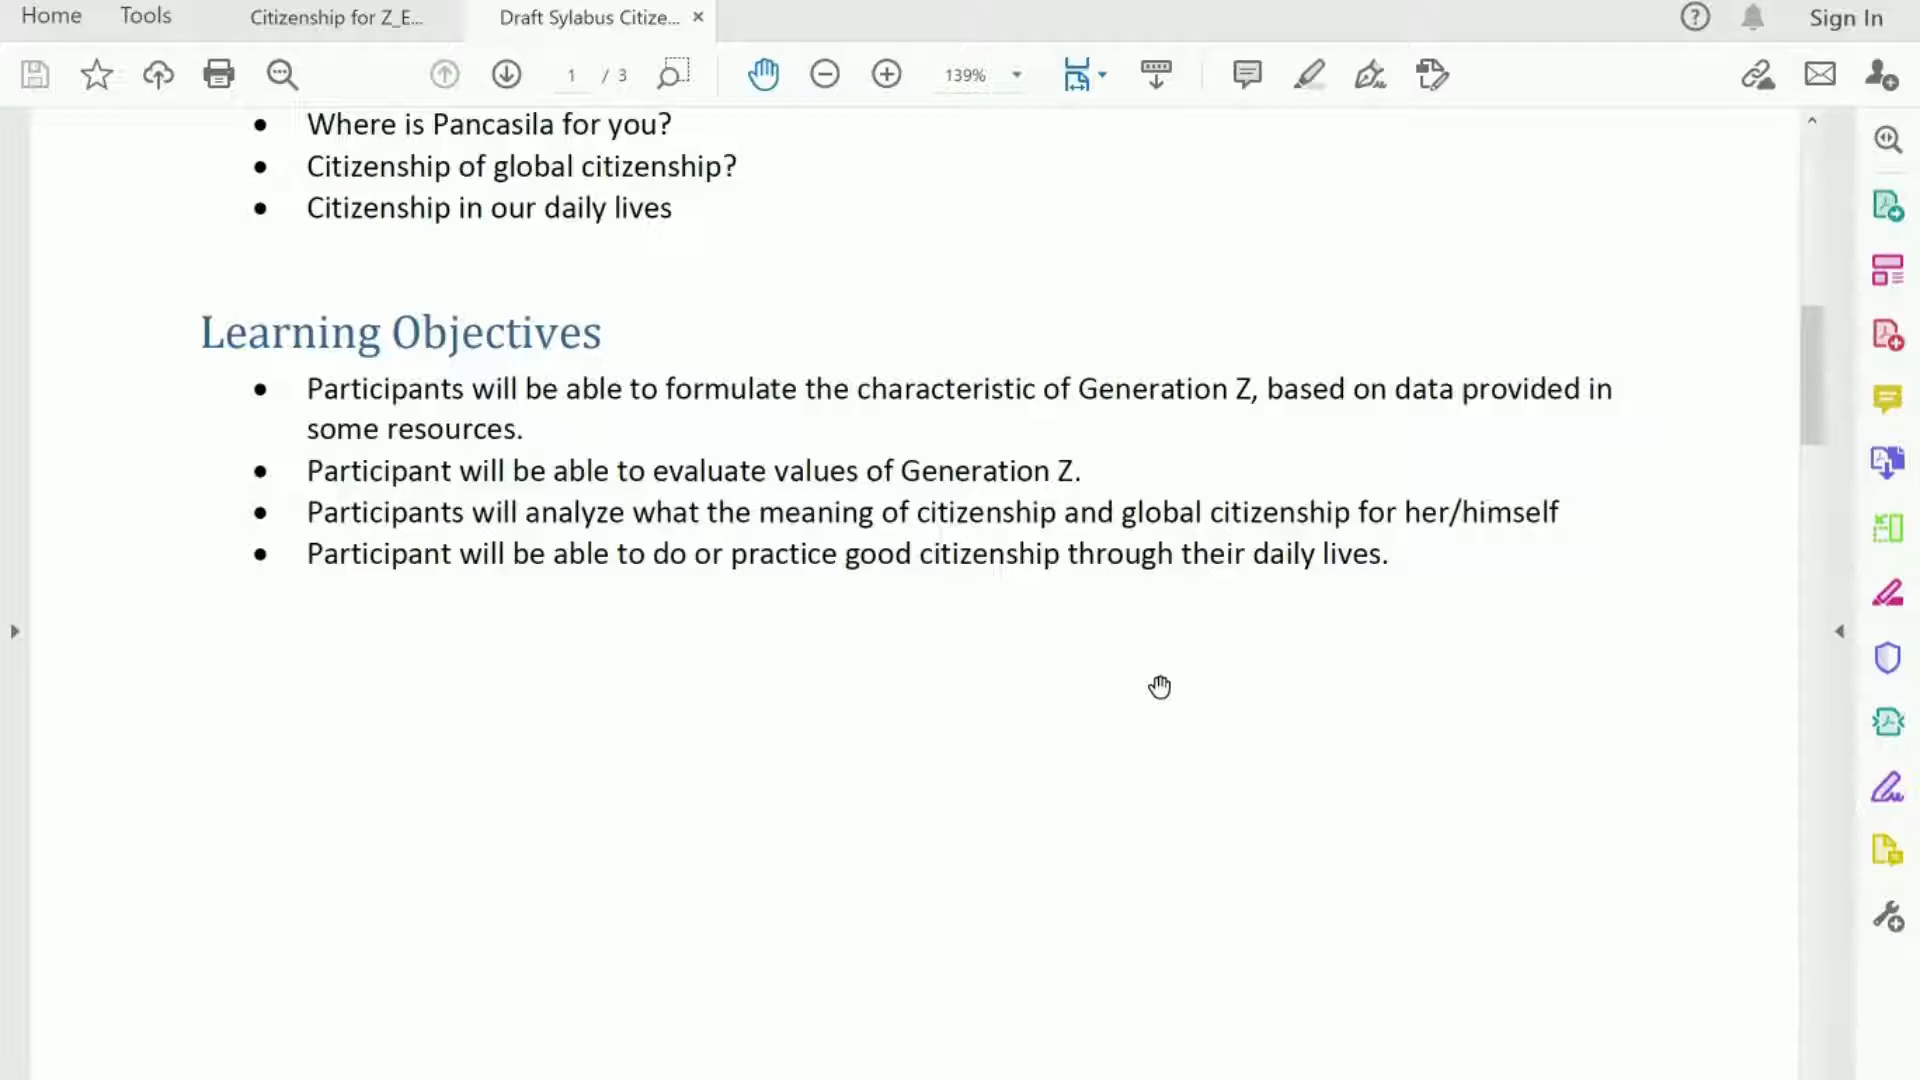 Home Tools Citizenship for Z_E... Draft Sylabus Citize... × Sign In
1 / 3 139%
• Where is Pancasila for you?
• Citizenship of global citizenship?
• Citizenship in our daily lives
Learning Objectives
• Participants will be able to formulate the characteristic of Generation Z, based on data provided in
some resources.
• Participant will be able to evaluate values of Generation Z.
• Participants will analyze what the meaning of citizenship and global citizenship for her/himself
• Participant will be able to do or practice good citizenship through their daily lives.